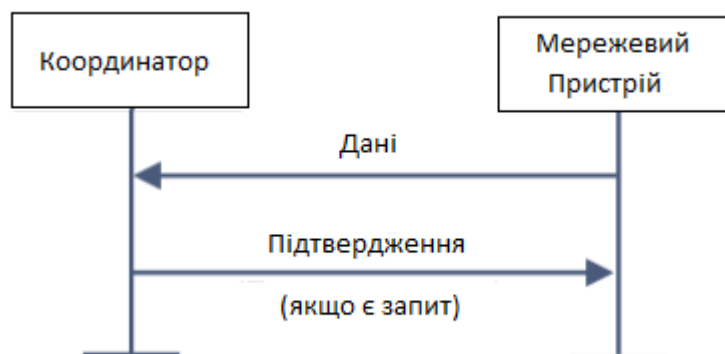 Координатор
Мережевий
Пристрій
Дані
Підтвердження
(якщо є запит)